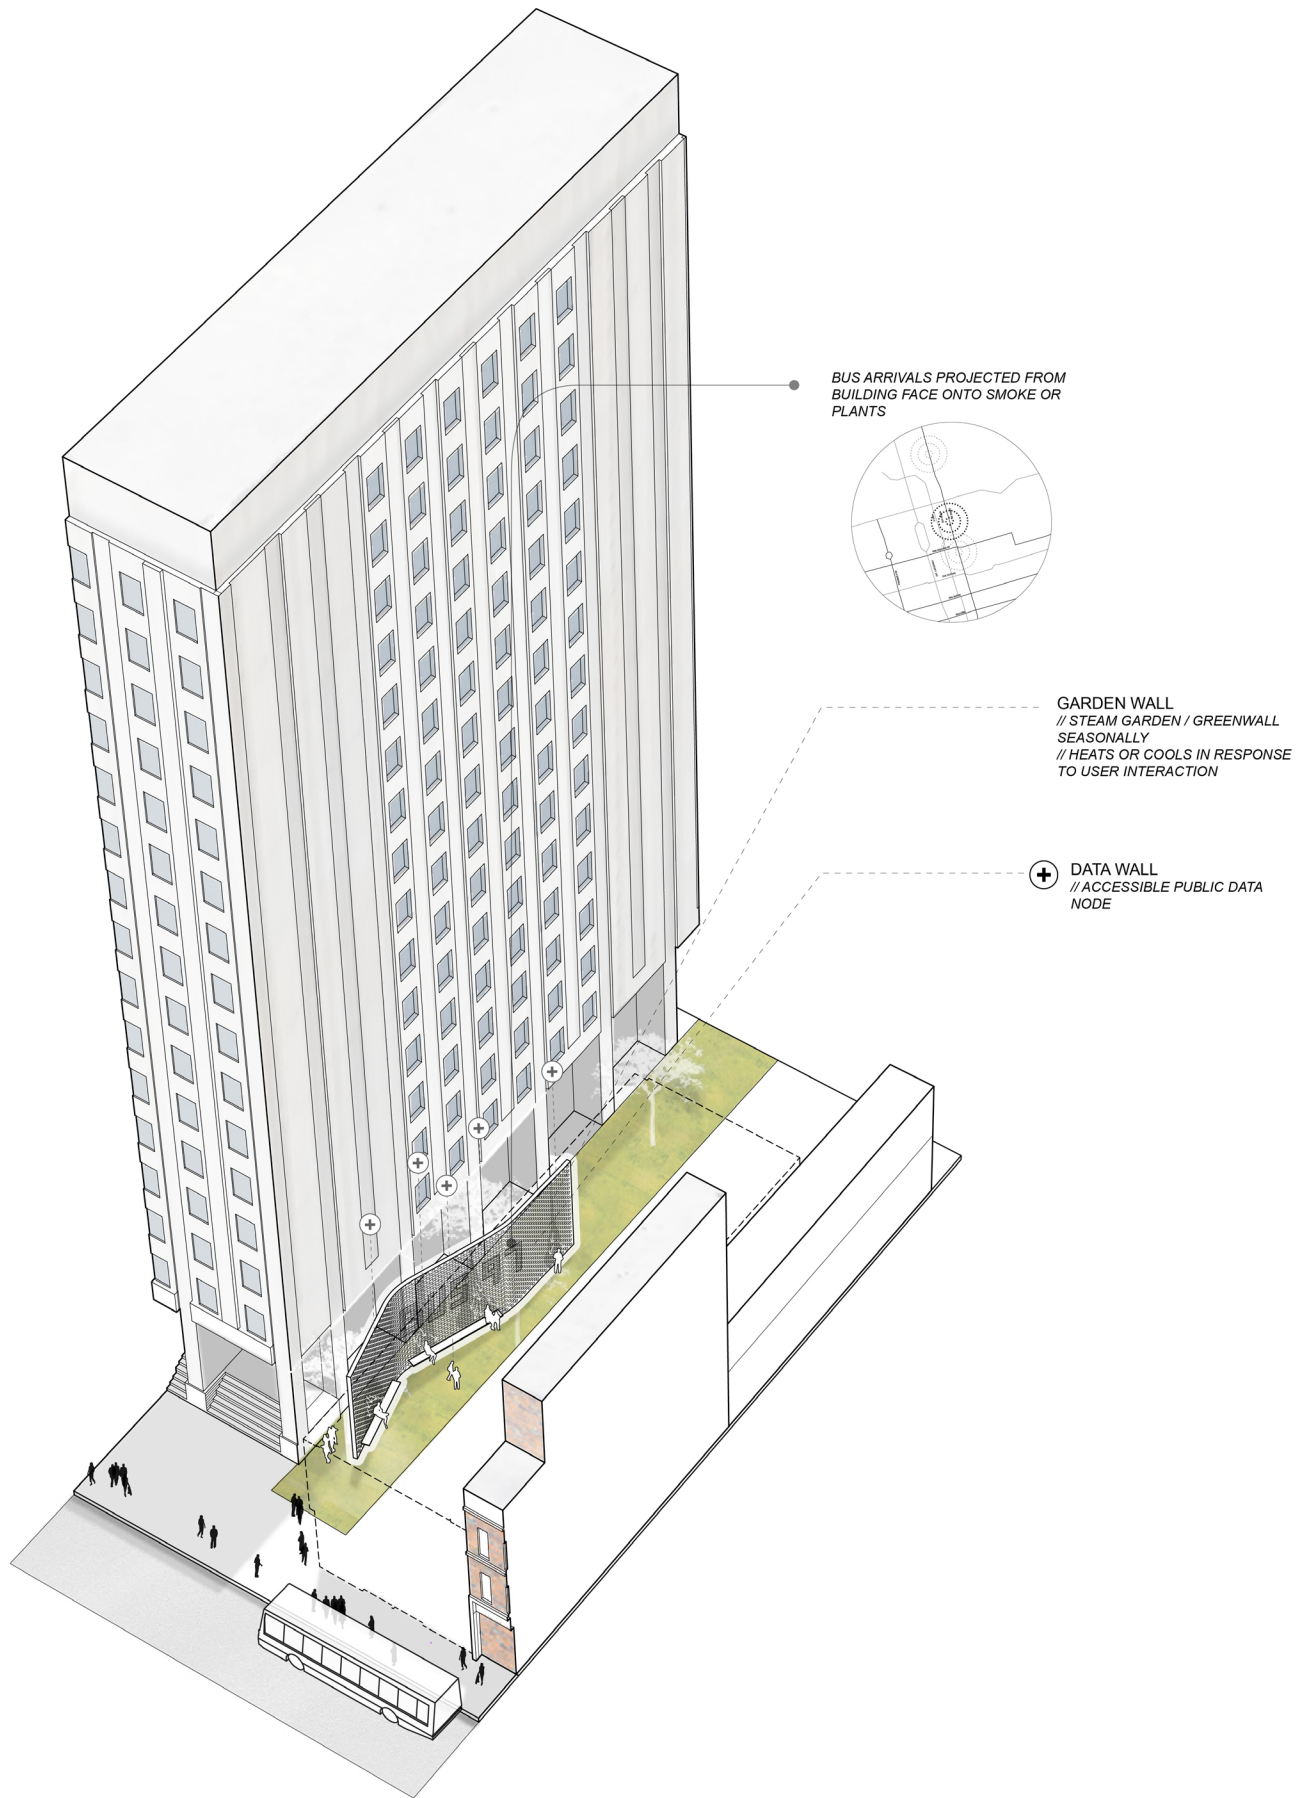 BUS ARRIVALS PROJECTED FROM
BUILDING FACE ONTO SMOKE OR
PLANTS
GARDEN WALL
// STEAM GARDEN / GREENWALL
SEASONALLY
// HEATS OR COOLS IN RESPONSE
TO USER INTERACTION
DATA WALL
// ACCESSIBLE PUBLIC DATA
NODE